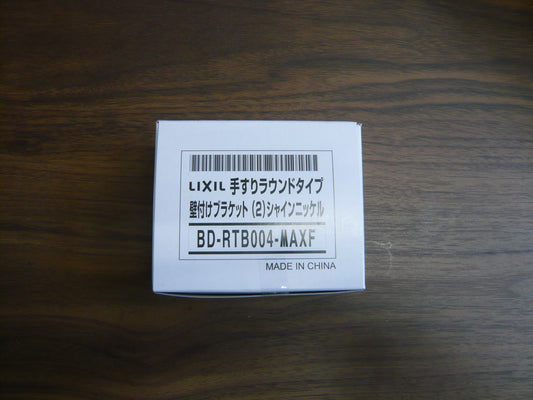 LIXIL 手すりラウンドタイプ
壁付けブラケット(2)シャインニッケル
BD-RTB004-MAXF
MADE IN CHINA